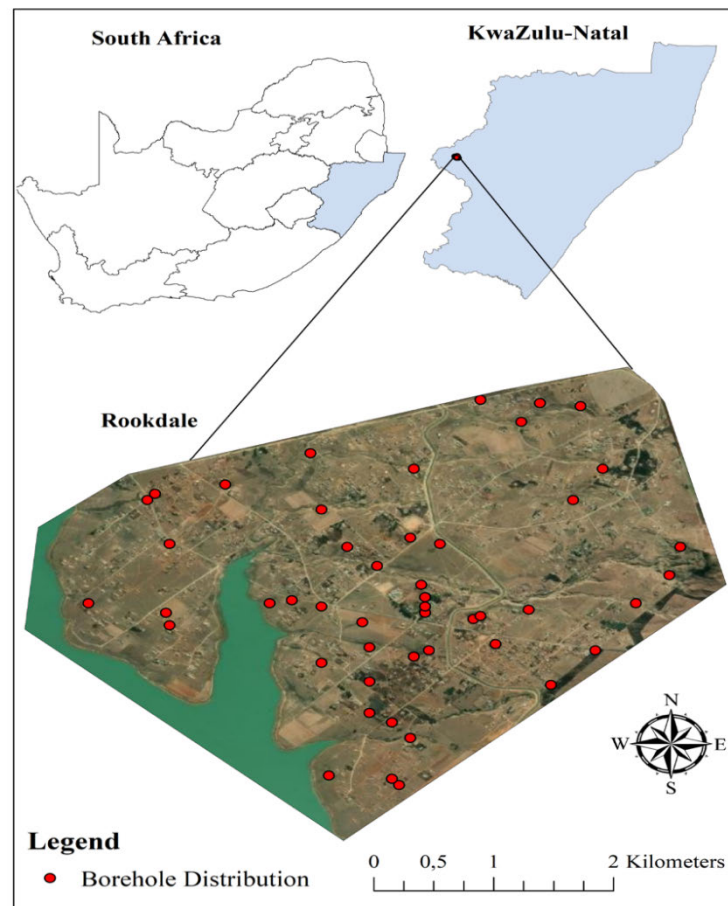 South Africa
KwaZulu-Natal
Rookdale
N
W E
S
Legend
Borehole Distribution
0 0,5 1 2 Kilometers